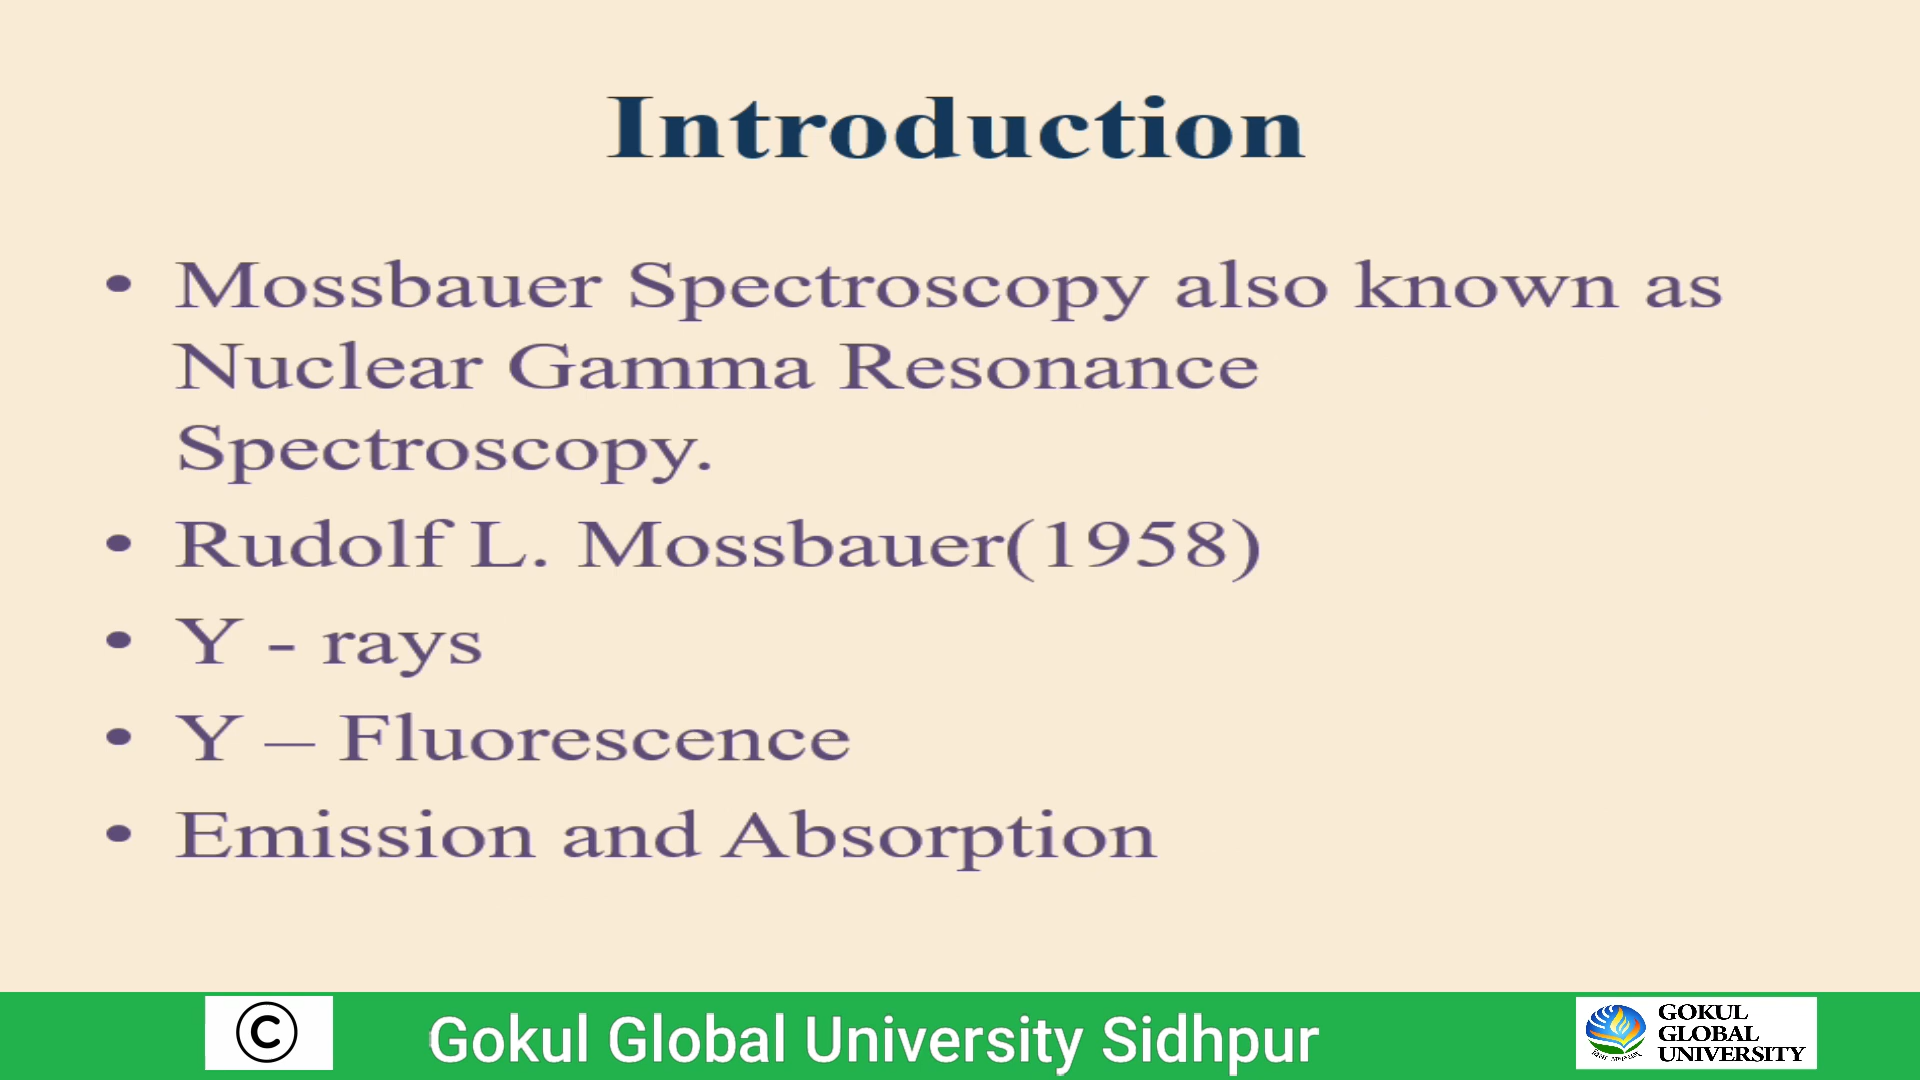 Introduction
• Mossbauer Spectroscopy also known as
Nuclear Gamma Resonance
Spectroscopy.
• Rudolf L. Mossbauer(1958)
• Y - rays
• Y – Fluorescence
• Emission and Absorption
© Gokul Global University Sidhpur
GOKUL
GLOBAL
UNIVERSITY